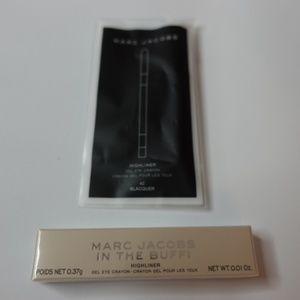 MARC JACOBS
HIGHLINER
GEL EYE CRAYON
CRAYON GEL POUR LES YEUX
42
BLACQUER
MARC JACOBS
IN THE BUFF!
HIGHLINER
POIDS NET 0.37g
GEL EYE CRAYON·CRAYON GEL POUR LES YEUX
NET WT. 0.01 Oz.